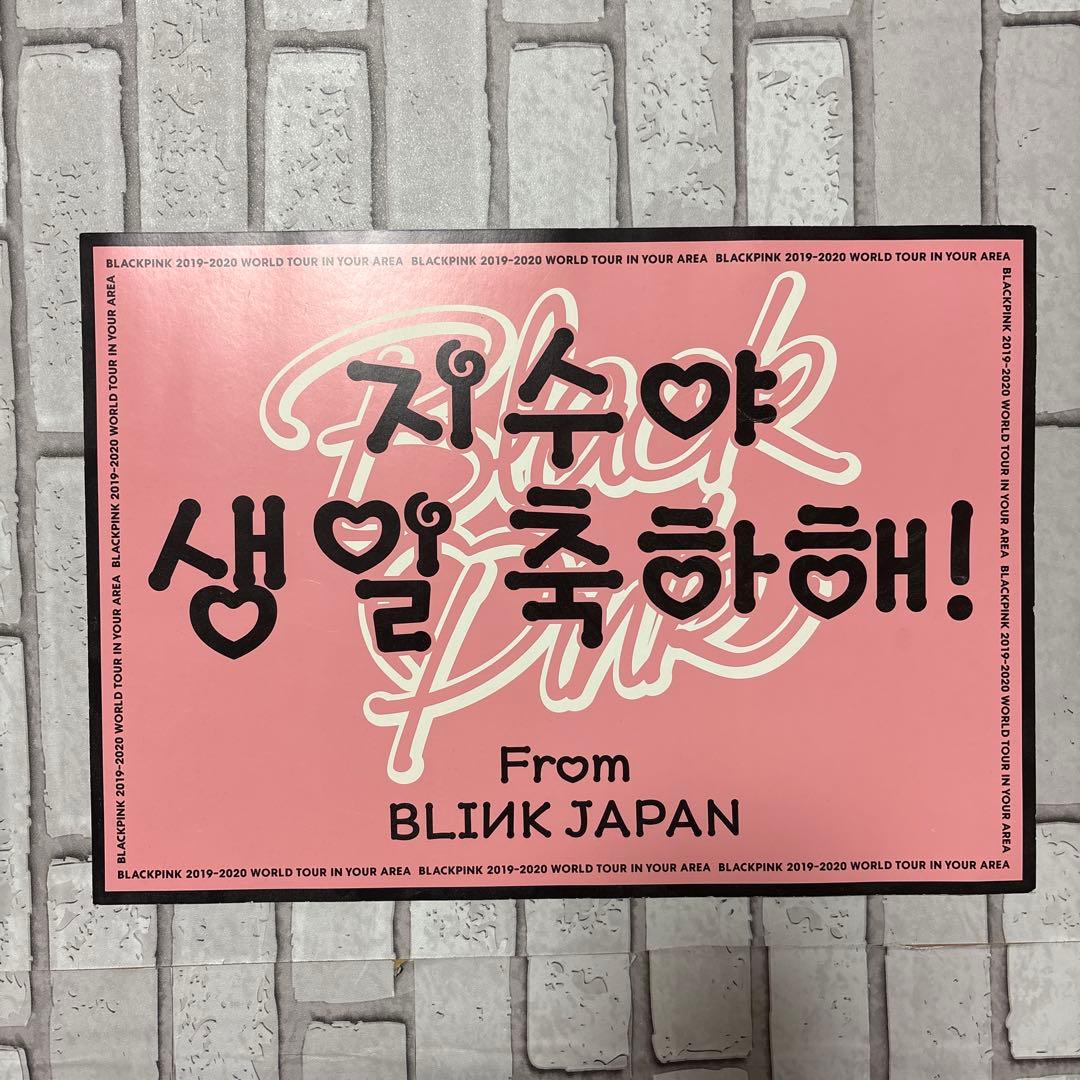 BLACKPINK 2019-2020 WORLD TOUR IN YOUR AREA BLACKPINK 2019-2020 WORLD TOUR IN YOUR AREA BLACKPINK 2019-2020 WORLD TOUR IN YOUR AREA
BLACKPINK 2019-2020 WORLD TOUR IN YOUR AREA BLACKPINK 2019-2020 WORLD TOUR IN YOUR AREA
Black
Pink
지수야
생일 축하해!
From
BLIИK JAPAN
BLACKPINK 2019-2020 WORLD TOUR IN YOUR AREA BLACKPINK 2019-2020 WORLD TOUR IN YOUR AREA
BLACKPINK 2019-2020 WORLD TOUR IN YOUR AREA BLACKPINK 2019-2020 WORLD TOUR IN YOUR AREA BLACKPINK 2019-2020 WORLD TOUR IN YOUR AREA